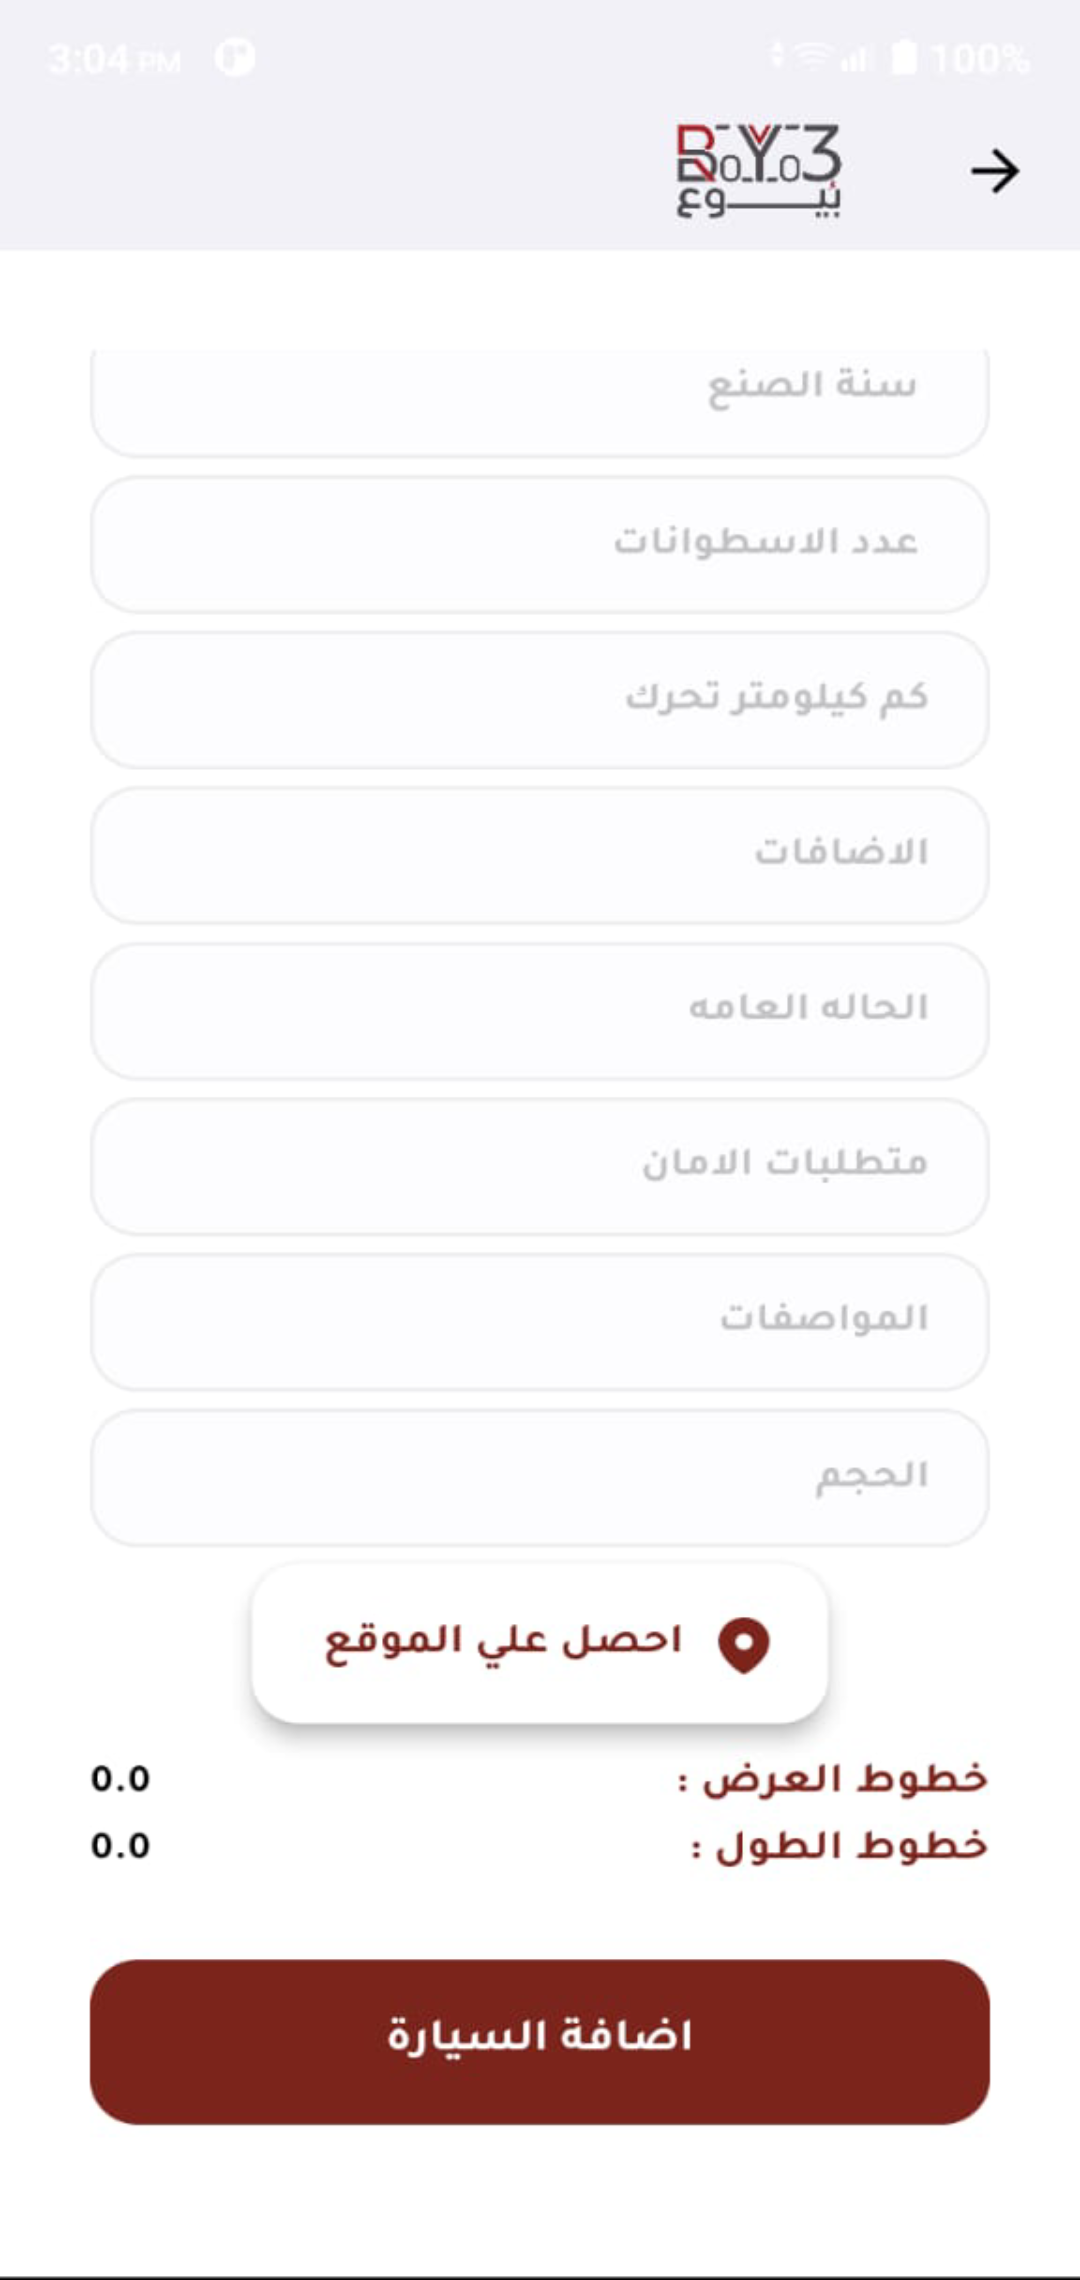 3:04 PM
100%
BoYo3
بُيـــوع
سنة الصنع
عدد الاسطوانات
كم كيلومتر تحرك
الاضافات
الحاله العامه
متطلبات الامان
المواصفات
الحجم
احصل علي الموقع
خطوط العرض : 0.0
خطوط الطول : 0.0
اضافة السيارة